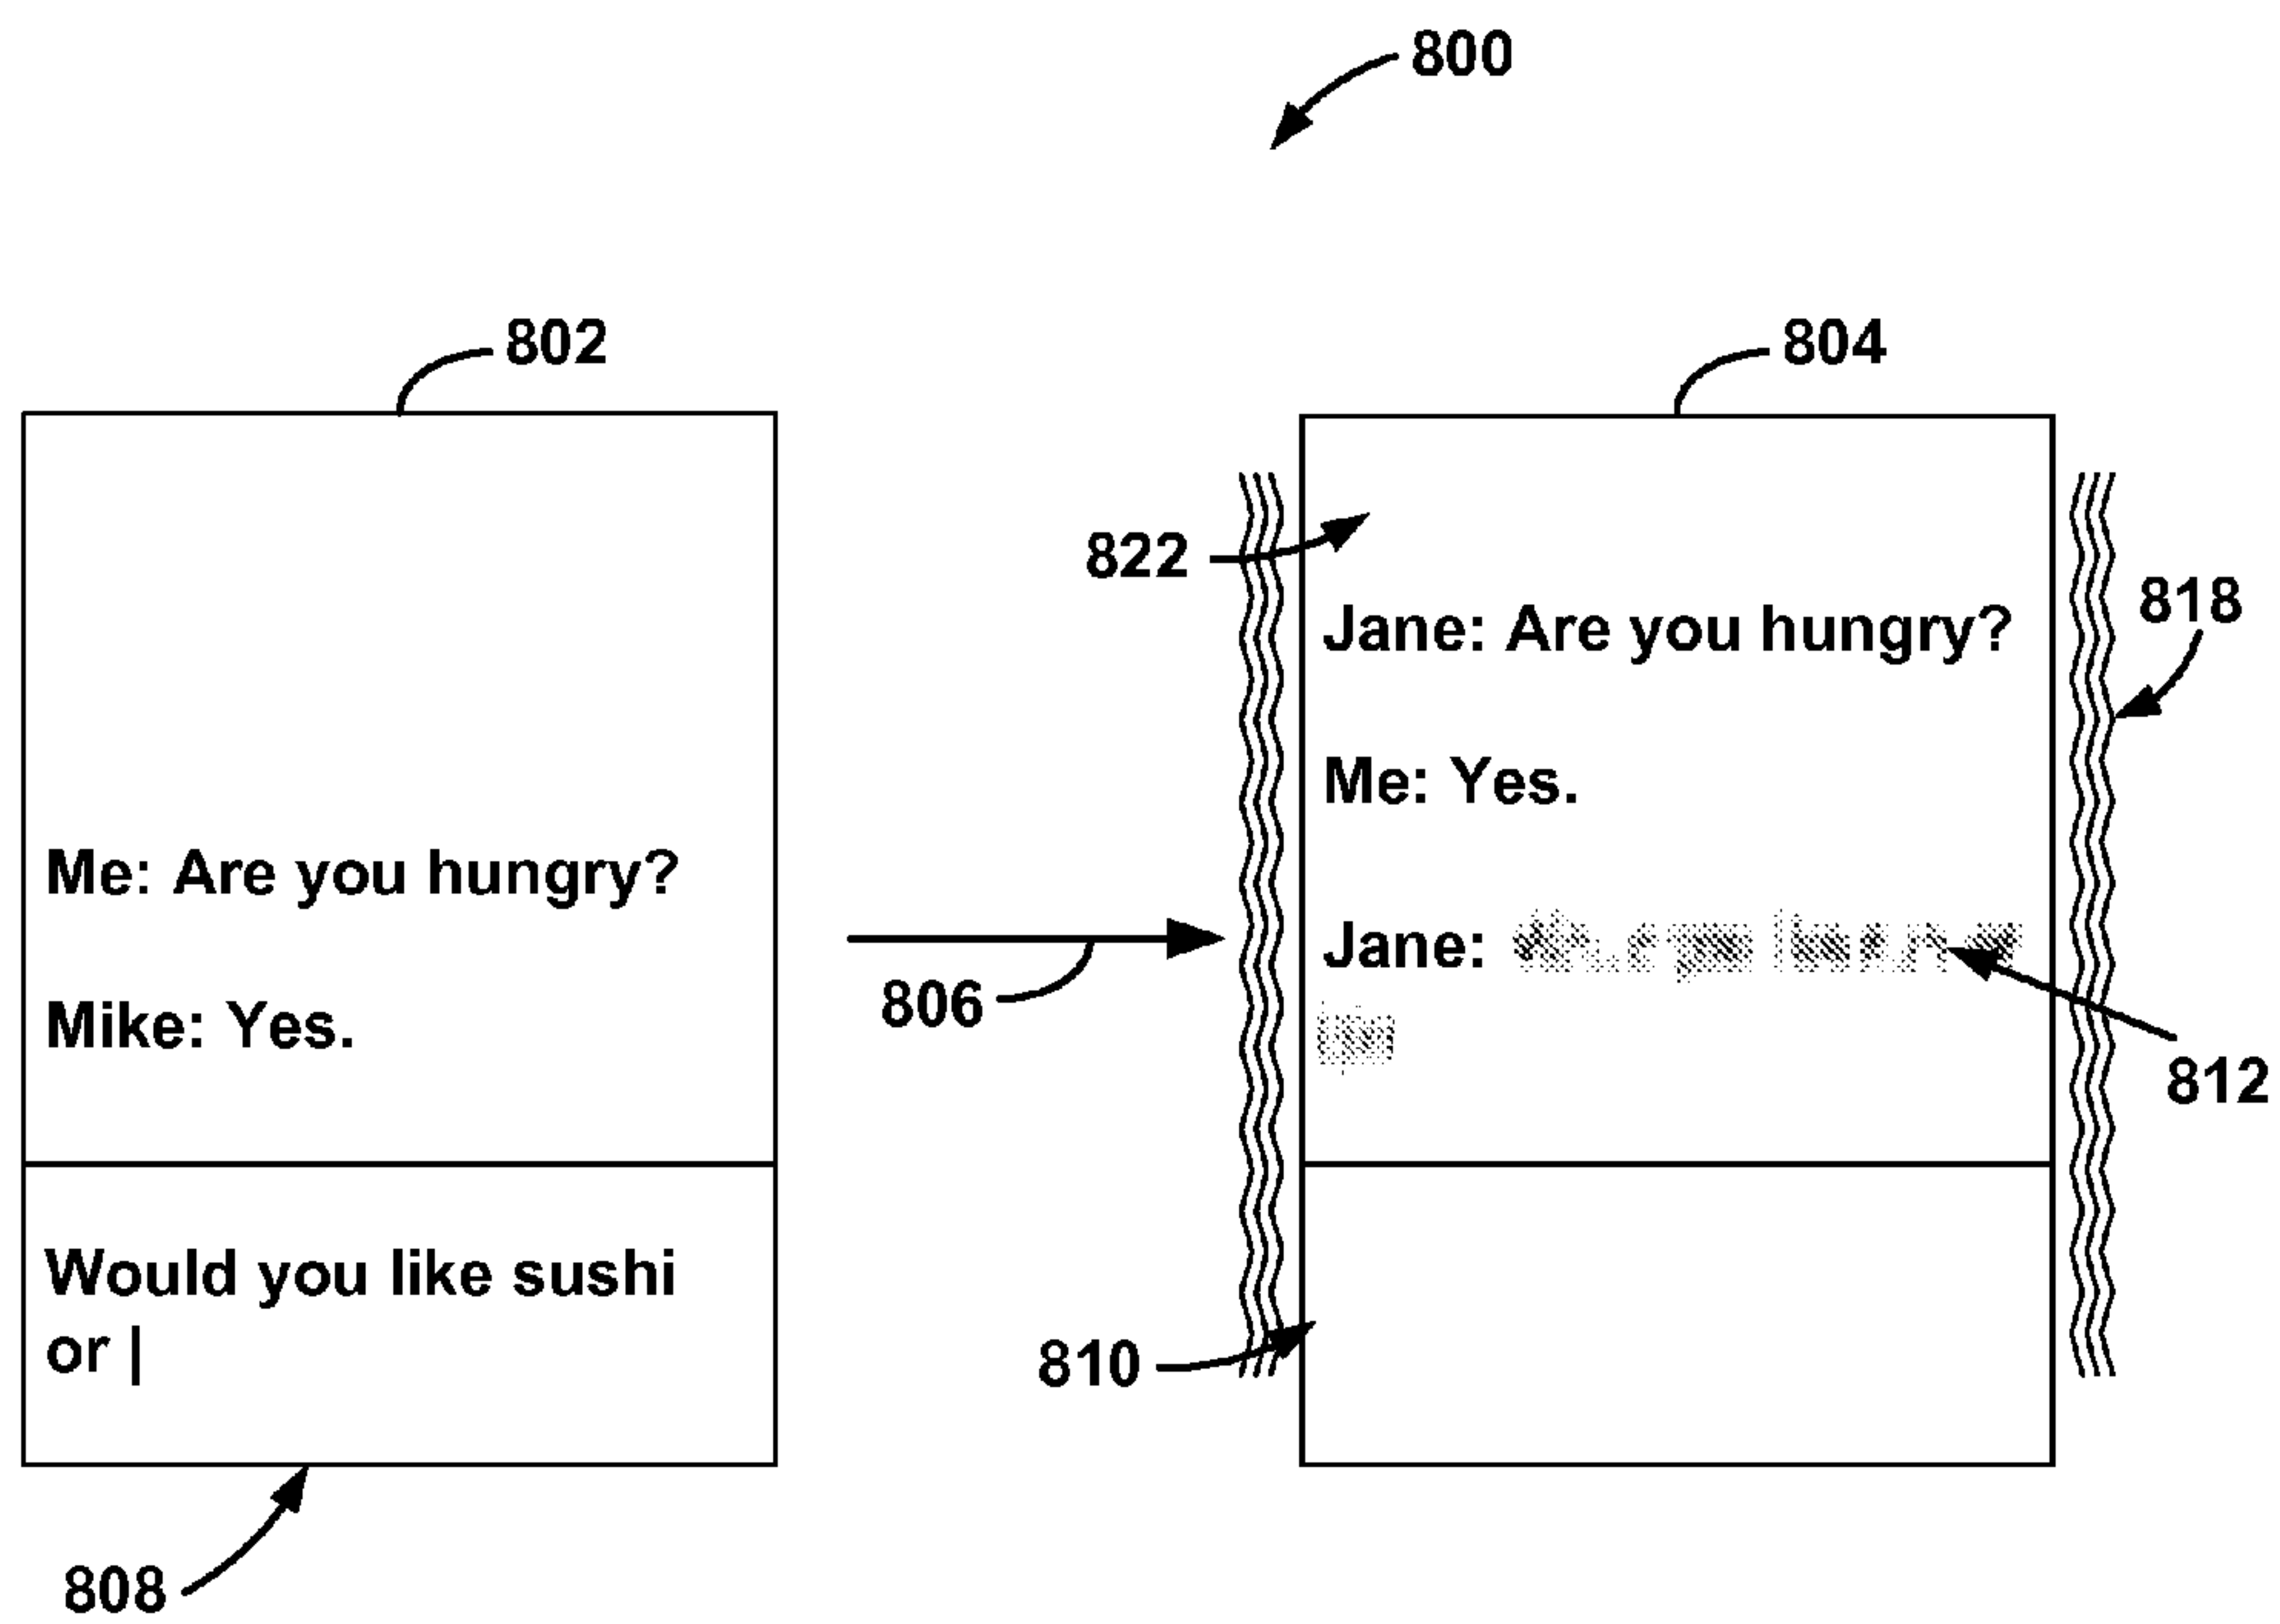 800
802
804
822
818
Jane: Are you hungry?
Me: Yes.
Me: Are you hungry?
Jane:
806
Mike: Yes.
812
Would you like sushi
or |
810
808